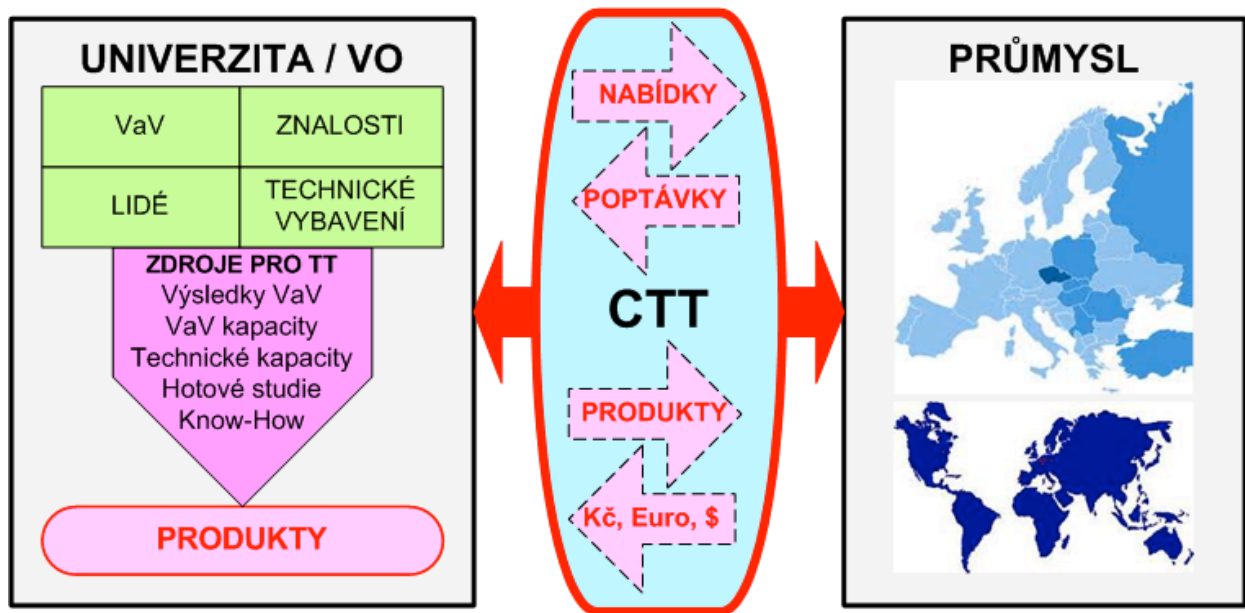 UNIVERZITA / VO
VaV
ZNALOSTI
LIDÉ
TECHNICKÉ
VYBAVENÍ
ZDROJE PRO TT
Výsledky VaV
VaV kapacity
Technické kapacity
Hotové studie
Know-How
PRODUKTY
NABÍDKY
POPTÁVKY
CTT
PRODUKTY
Kč, Euro, $
PRŮMYSL